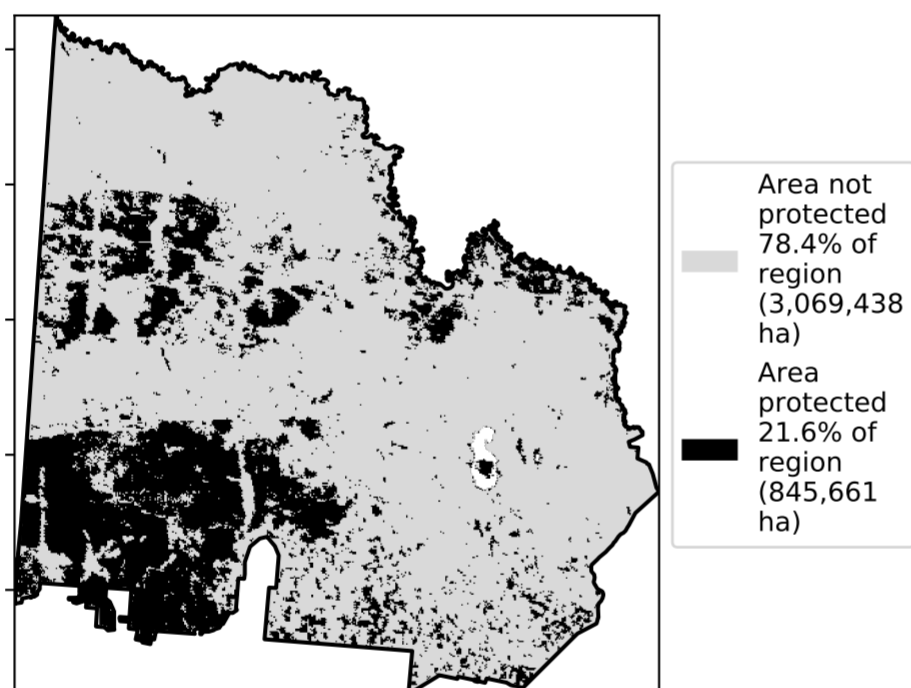 Area not
protected
78.4% of
region
(3,069,438
ha)
Area
protected
21.6% of
region
(845,661
ha)